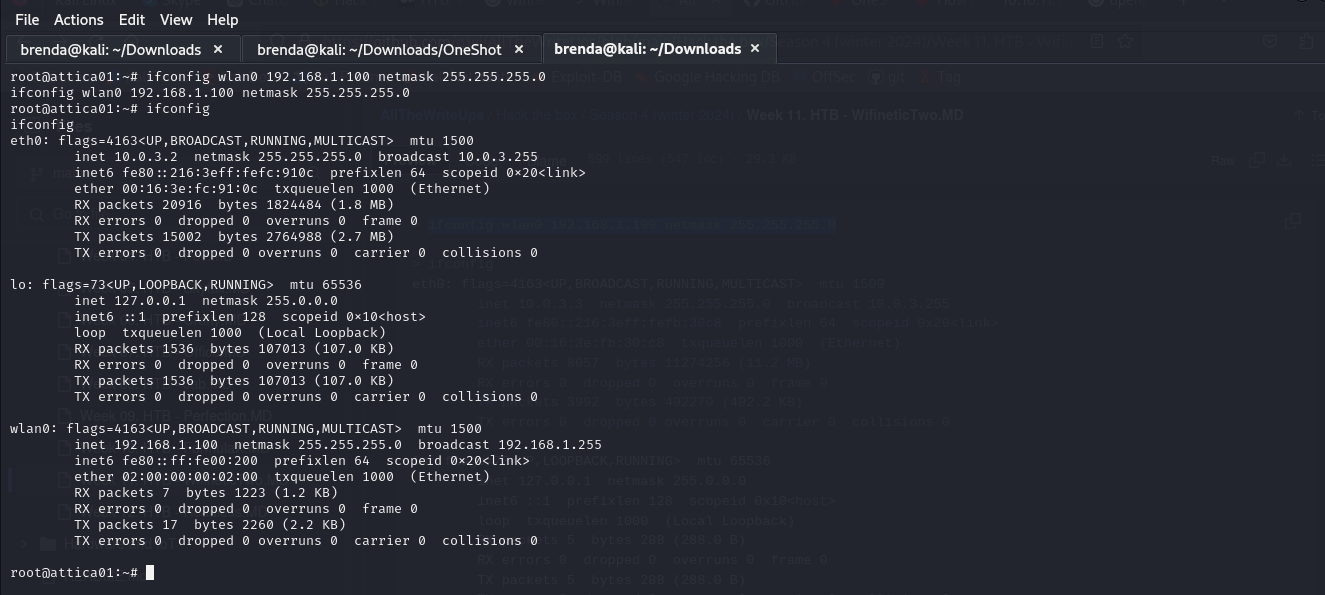 File Actions Edit View Help
brenda@kali: ~/Downloads × brenda@kali: ~/Downloads/OneShot × brenda@kali: ~/Downloads ×
root@attica01:~# ifconfig wlan0 192.168.1.100 netmask 255.255.255.0
ifconfig wlan0 192.168.1.100 netmask 255.255.255.0
root@attica01:~# ifconfig
ifconfig
eth0: flags=4163<UP,BROADCAST,RUNNING,MULTICAST>  mtu 1500
        inet 10.0.3.2  netmask 255.255.255.0  broadcast 10.0.3.255
        inet6 fe80::216:3eff:fefc:910c  prefixlen 64  scopeid 0×20<link>
        ether 00:16:3e:fc:91:0c  txqueuelen 1000  (Ethernet)
        RX packets 20916  bytes 1824484 (1.8 MB)
        RX errors 0  dropped 0  overruns 0  frame 0
        TX packets 15002  bytes 2764988 (2.7 MB)
        TX errors 0  dropped 0 overruns 0  carrier 0  collisions 0
lo: flags=73<UP,LOOPBACK,RUNNING>  mtu 65536
        inet 127.0.0.1  netmask 255.0.0.0
        inet6 ::1  prefixlen 128  scopeid 0×10<host>
        loop  txqueuelen 1000  (Local Loopback)
        RX packets 1536  bytes 107013 (107.0 KB)
        RX errors 0  dropped 0  overruns 0  frame 0
        TX packets 1536  bytes 107013 (107.0 KB)
        TX errors 0  dropped 0 overruns 0  carrier 0  collisions 0
wlan0: flags=4163<UP,BROADCAST,RUNNING,MULTICAST>  mtu 1500
        inet 192.168.1.100  netmask 255.255.255.0  broadcast 192.168.1.255
        inet6 fe80::ff:fe00:200  prefixlen 64  scopeid 0×20<link>
        ether 02:00:00:00:02:00  txqueuelen 1000  (Ethernet)
        RX packets 7  bytes 1223 (1.2 KB)
        RX errors 0  dropped 0  overruns 0  frame 0
        TX packets 17  bytes 2260 (2.2 KB)
        TX errors 0  dropped 0 overruns 0  carrier 0  collisions 0
root@attica01:~#